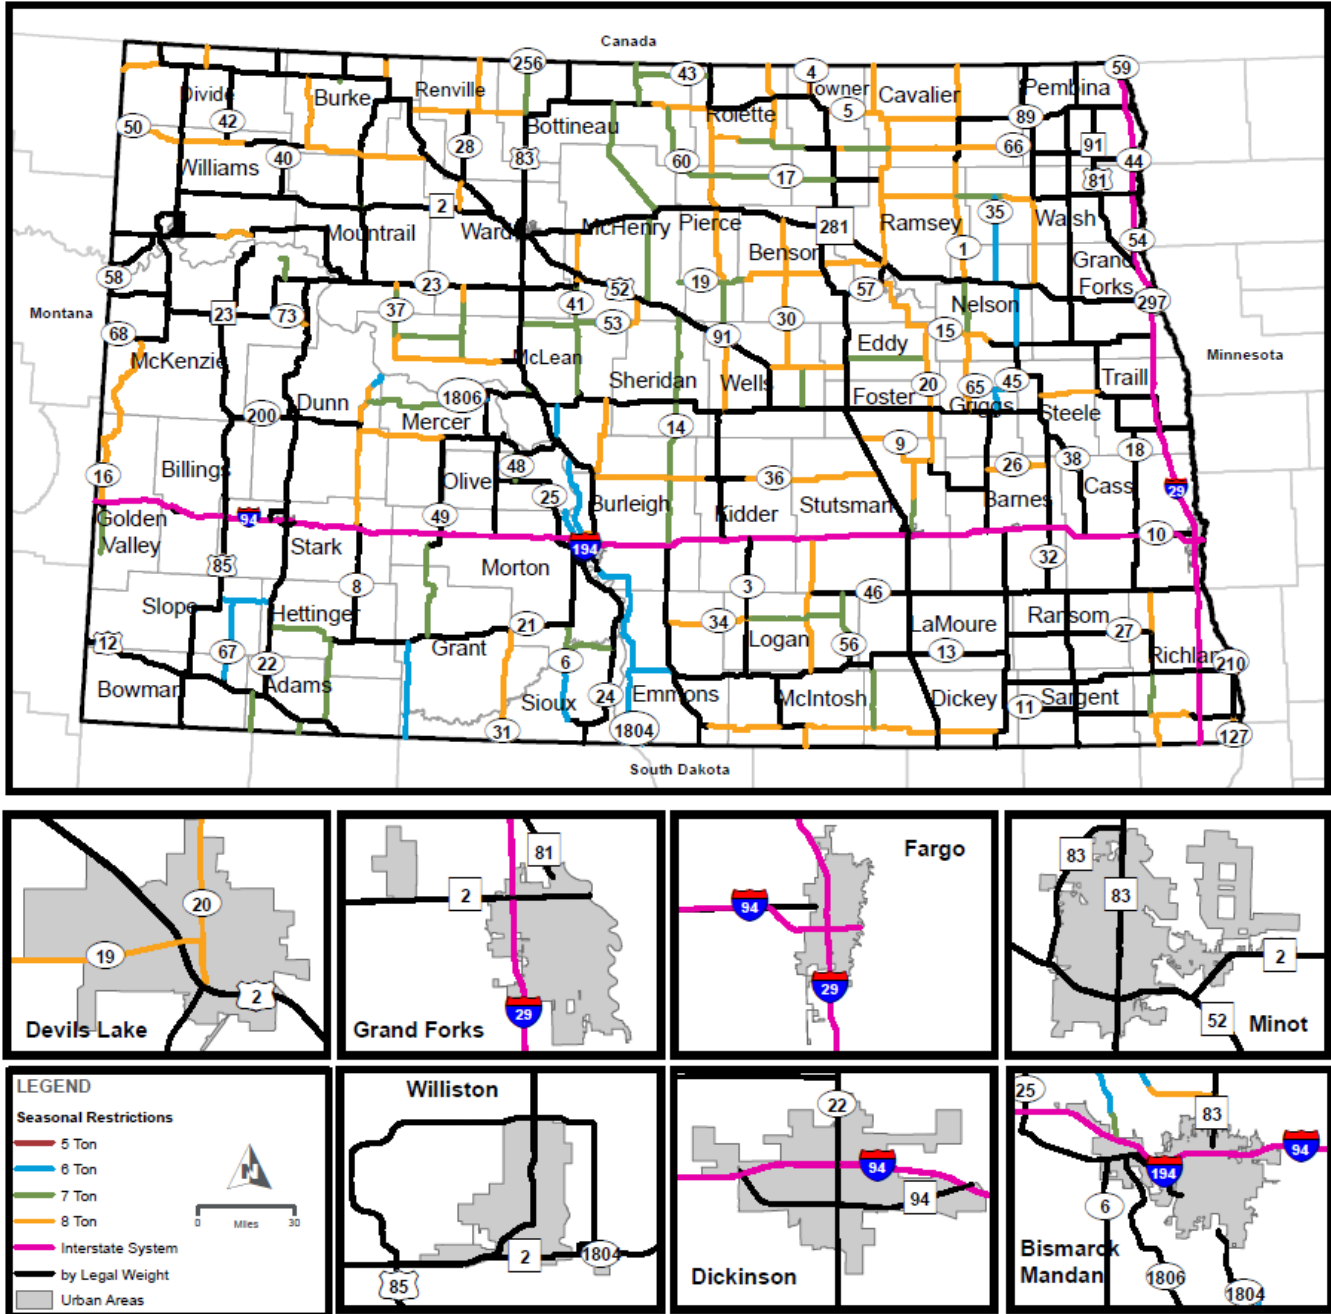 Canada
256
43
4
59
Divide
Burke
Renville
Towner
Cavalier
Pembina
50
42
Bottineau
Rolette
5
89
28
83
60
66
91
40
Williams
17
44
81
2
Mountrail
Ward
McHenry
Pierce
281
Ramsey
35
Walsh
58
Benson
1
54
Grand
Forks
23
52
19
57
Nelson
297
Montana
23
73
37
41
53
30
15
68
McKenzie
McLean
91
Eddy
Minnesota
Sheridan
Wells
20
65
45
Traill
200
Dunn
1806
Mercer
Foster
Griggs
Steele
14
9
18
16
Billings
48
Olive
36
26
38
Cass
25
Burleigh
Kidder
Stutsman
Barnes
29
Golden
Valley
94
49
Stark
194
10
85
8
Morton
3
32
Slope
Hettinger
46
12
67
21
34
Logan
LaMoure
Ransom
27
Grant
56
13
Richlan
210
22
Adams
6
Bowman
Sioux
24
Emmons
McIntosh
Dickey
11
Sargent
31
1804
127
South Dakota
20
19
2
Devils Lake
81
2
29
Grand Forks
Fargo
94
29
83
83
2
52
Minot
LEGEND
Seasonal Restrictions
5 Ton
6 Ton
7 Ton
8 Ton
Interstate System
by Legal Weight
Urban Areas
N
0
30
Miles
Williston
2
1804
85
22
94
94
Dickinson
25
83
94
194
6
Bismarck
Mandan
1806
1804